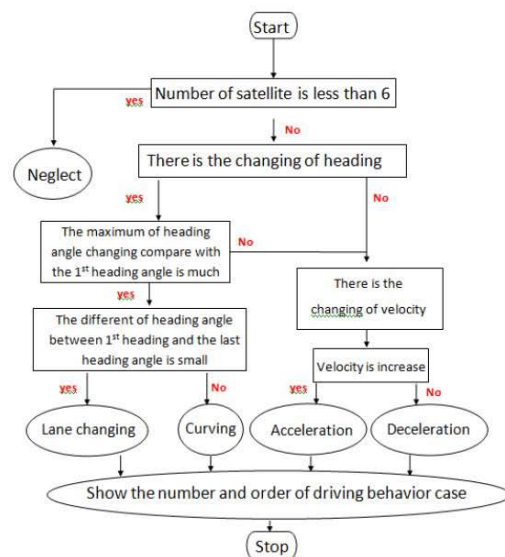 Start
Number of satellite is less than 6
yes
No
Neglect
There is the changing of heading
yes
No
The maximum of heading
angle changing compare with
the 1st heading angle is much
No
There is the
changing of velocity
yes
The different of heading angle
between 1st heading and the last
heading angle is small
Velocity is increase
yes
No
yes
No
Lane changing
Curving
Acceleration
Deceleration
Show the number and order of driving behavior case
Stop